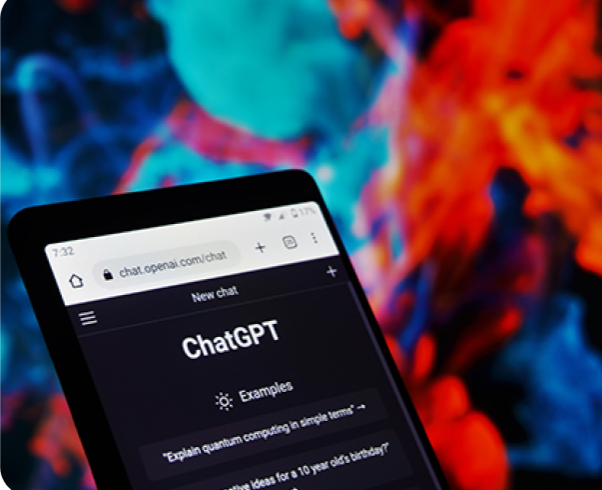 7:32
17%
chat.openai.com/chat
New chat
ChatGPT
Examples
"Explain quantum computing in simple terms" →
ideas for a 10 year old's birthday?"